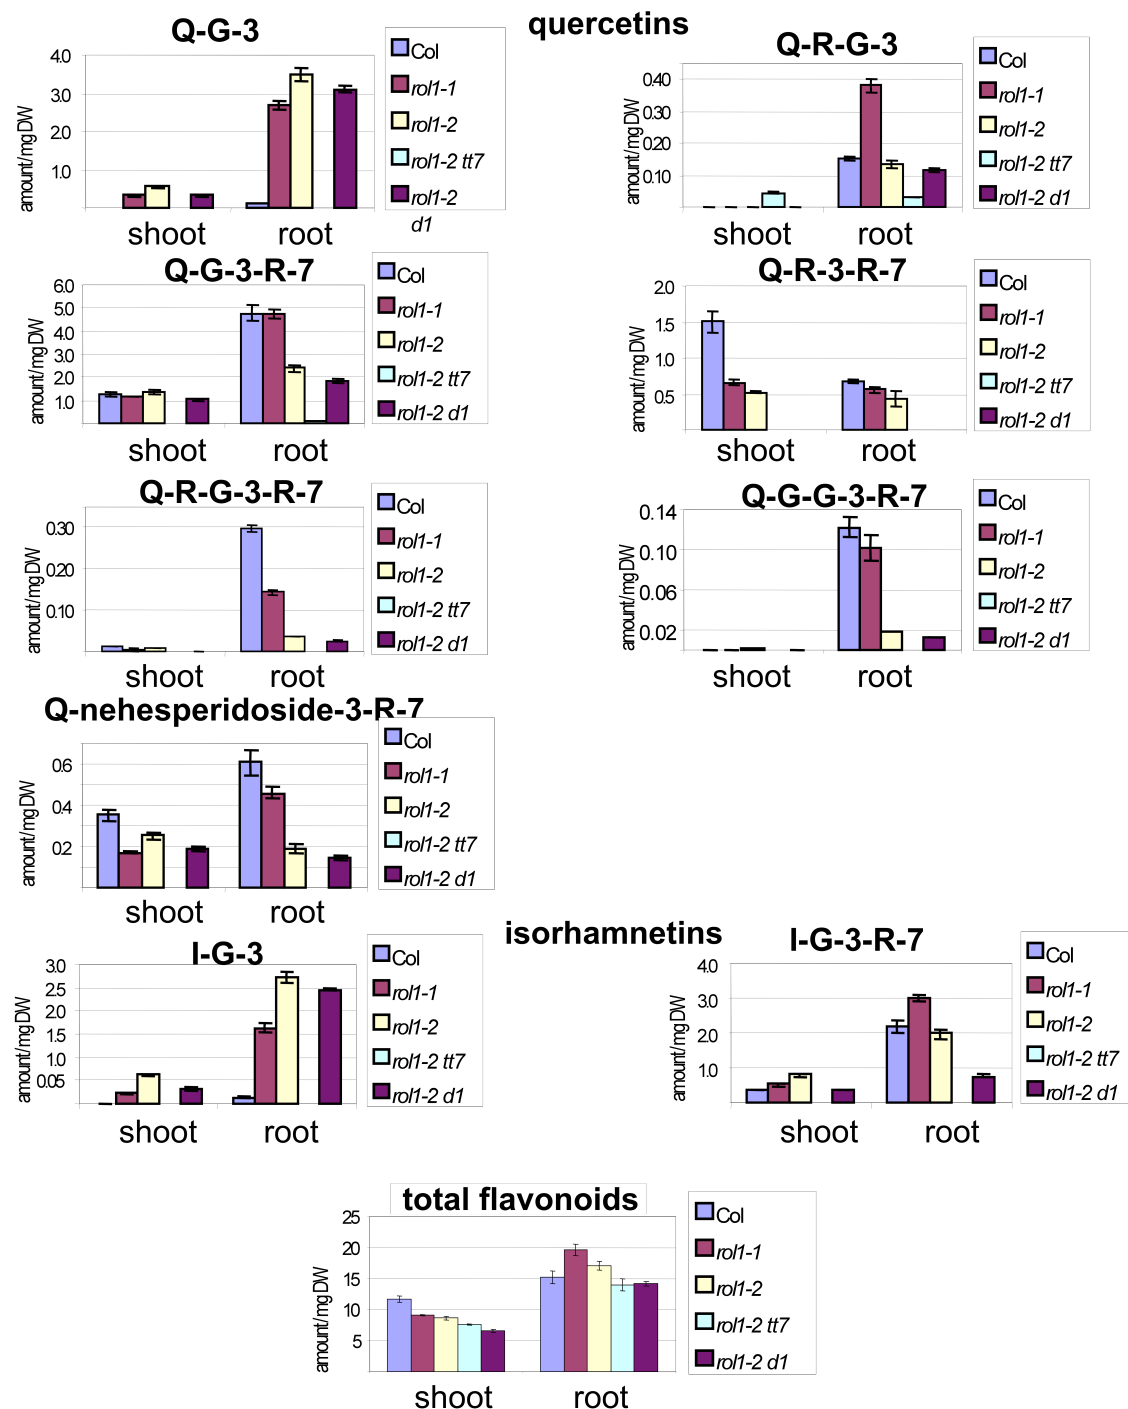 quercetins
Q-G-3
amount/mgDW
4.0
3.0
2.0
1.0
shoot root
Col
rol1-1
rol1-2
rol1-2 tt7
rol1-2
d1
Q-R-G-3
amount/mgDW
0.40
0.30
0.20
0.10
shoot root
Col
rol1-1
rol1-2
rol1-2 tt7
rol1-2 d1
Q-G-3-R-7
amount/mgDW
6.0
5.0
4.0
3.0
2.0
1.0
shoot root
Col
rol1-1
rol1-2
rol1-2 tt7
rol1-2 d1
Q-R-3-R-7
amount/mgDW
2.0
1.5
1.0
0.5
shoot root
Col
rol1-1
rol1-2
rol1-2 tt7
rol1-2 d1
Q-R-G-3-R-7
amount/mgDW
0.30
0.20
0.10
shoot root
Col
rol1-1
rol1-2
rol1-2 tt7
rol1-2 d1
Q-G-G-3-R-7
amount/mgDW
0.14
0.10
0.06
0.02
shoot root
Col
rol1-1
rol1-2
rol1-2 tt7
rol1-2 d1
Q-nehesperidoside-3-R-7
amount/mgDW
0.6
0.4
0.2
shoot root
Col
rol1-1
rol1-2
rol1-2 tt7
rol1-2 d1
isorhamnetins
I-G-3
amount/mgDW
3.0
2.5
2.0
1.5
1.0
0.05
shoot root
Col
rol1-1
rol1-2
rol1-2 tt7
rol1-2 d1
I-G-3-R-7
amount/mgDW
4.0
3.0
2.0
1.0
shoot root
Col
rol1-1
rol1-2
rol1-2 tt7
rol1-2 d1
total flavonoids
amount/mgDW
25
20
15
10
5
shoot root
Col
rol1-1
rol1-2
rol1-2 tt7
rol1-2 d1